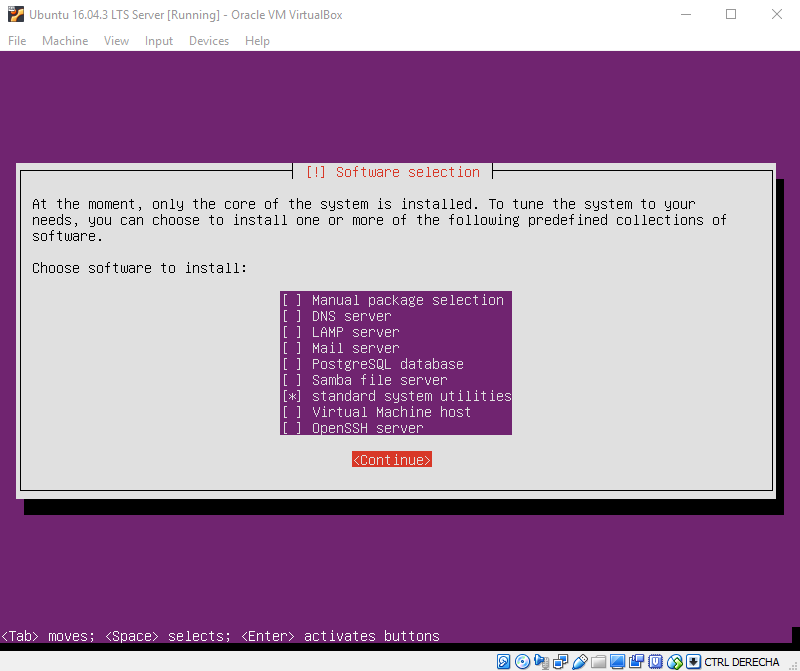 Ubuntu 16.04.3 LTS Server [Running] - Oracle VM VirtualBox
File Machine View Input Devices Help
[!] Software selection
At the moment, only the core of the system is installed. To tune the system to your
needs, you can choose to install one or more of the following predefined collections of
software.
Choose software to install:
[ ] Manual package selection
[ ] DNS server
[ ] LAMP server
[ ] Mail server
[ ] PostgreSQL database
[ ] Samba file server
[*] standard system utilities
[ ] Virtual Machine host
[ ] OpenSSH server
<Continue>
<Tab> moves; <Space> selects; <Enter> activates buttons
CTRL DERECHA